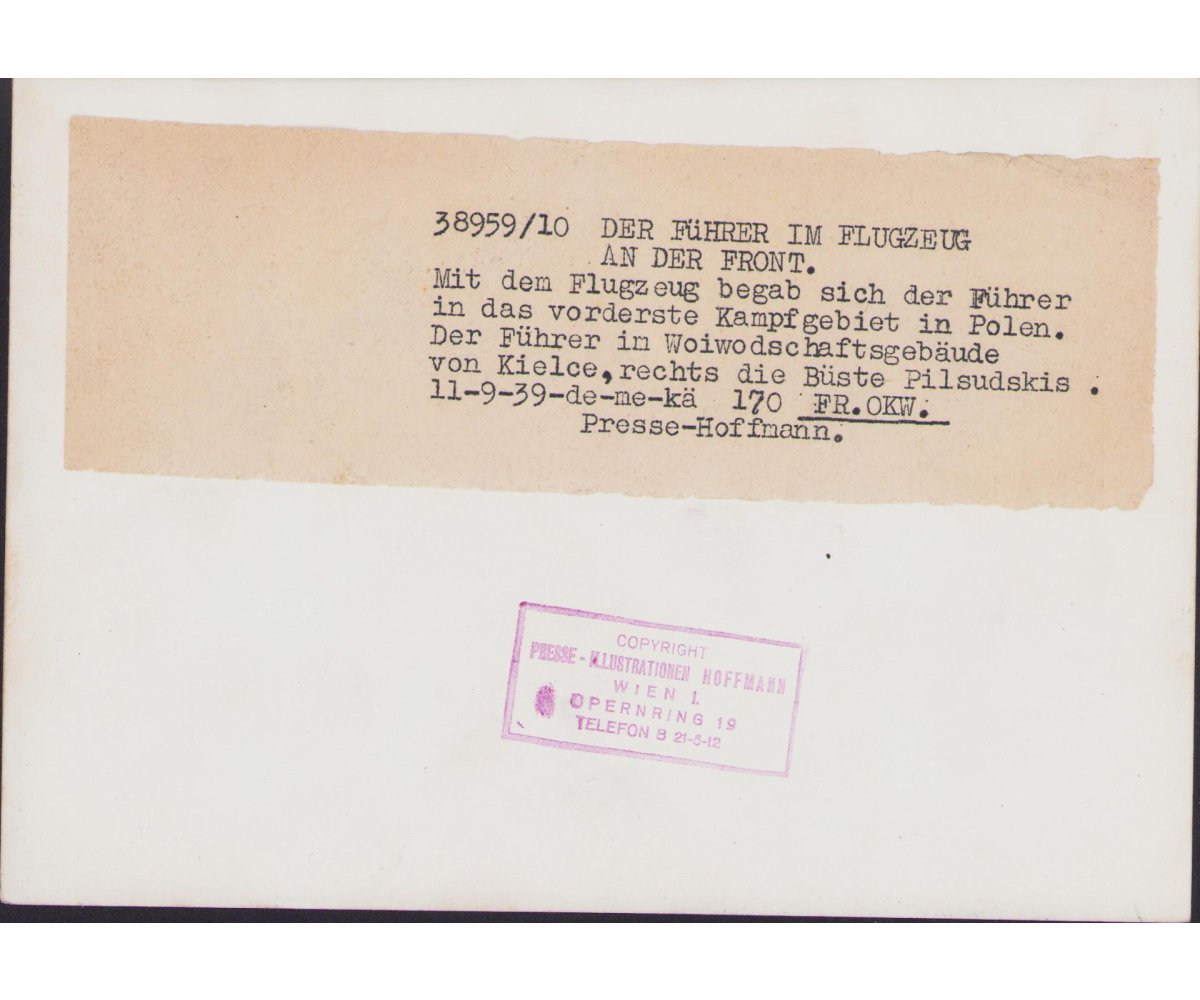 38959/10 DER FüHRER IM FLUGZEUG
AN DER FRONT.
Mit dem Flugzeug begab sich der Führer
in das vorderste Kampfgebiet in Polen.
Der Führer im Woiwodschaftsgebäude
von Kielce,rechts die Büste Pilsudskis .
11-9-39-de-me-kä 170 FR.OKW.
Presse-Hoffmann.
COPYRIGHT
PRESSE-ILLUSTRATIONEN HOFFMANN
WIEN I.
OPERNRING 19
TELEFON B 21-5-12